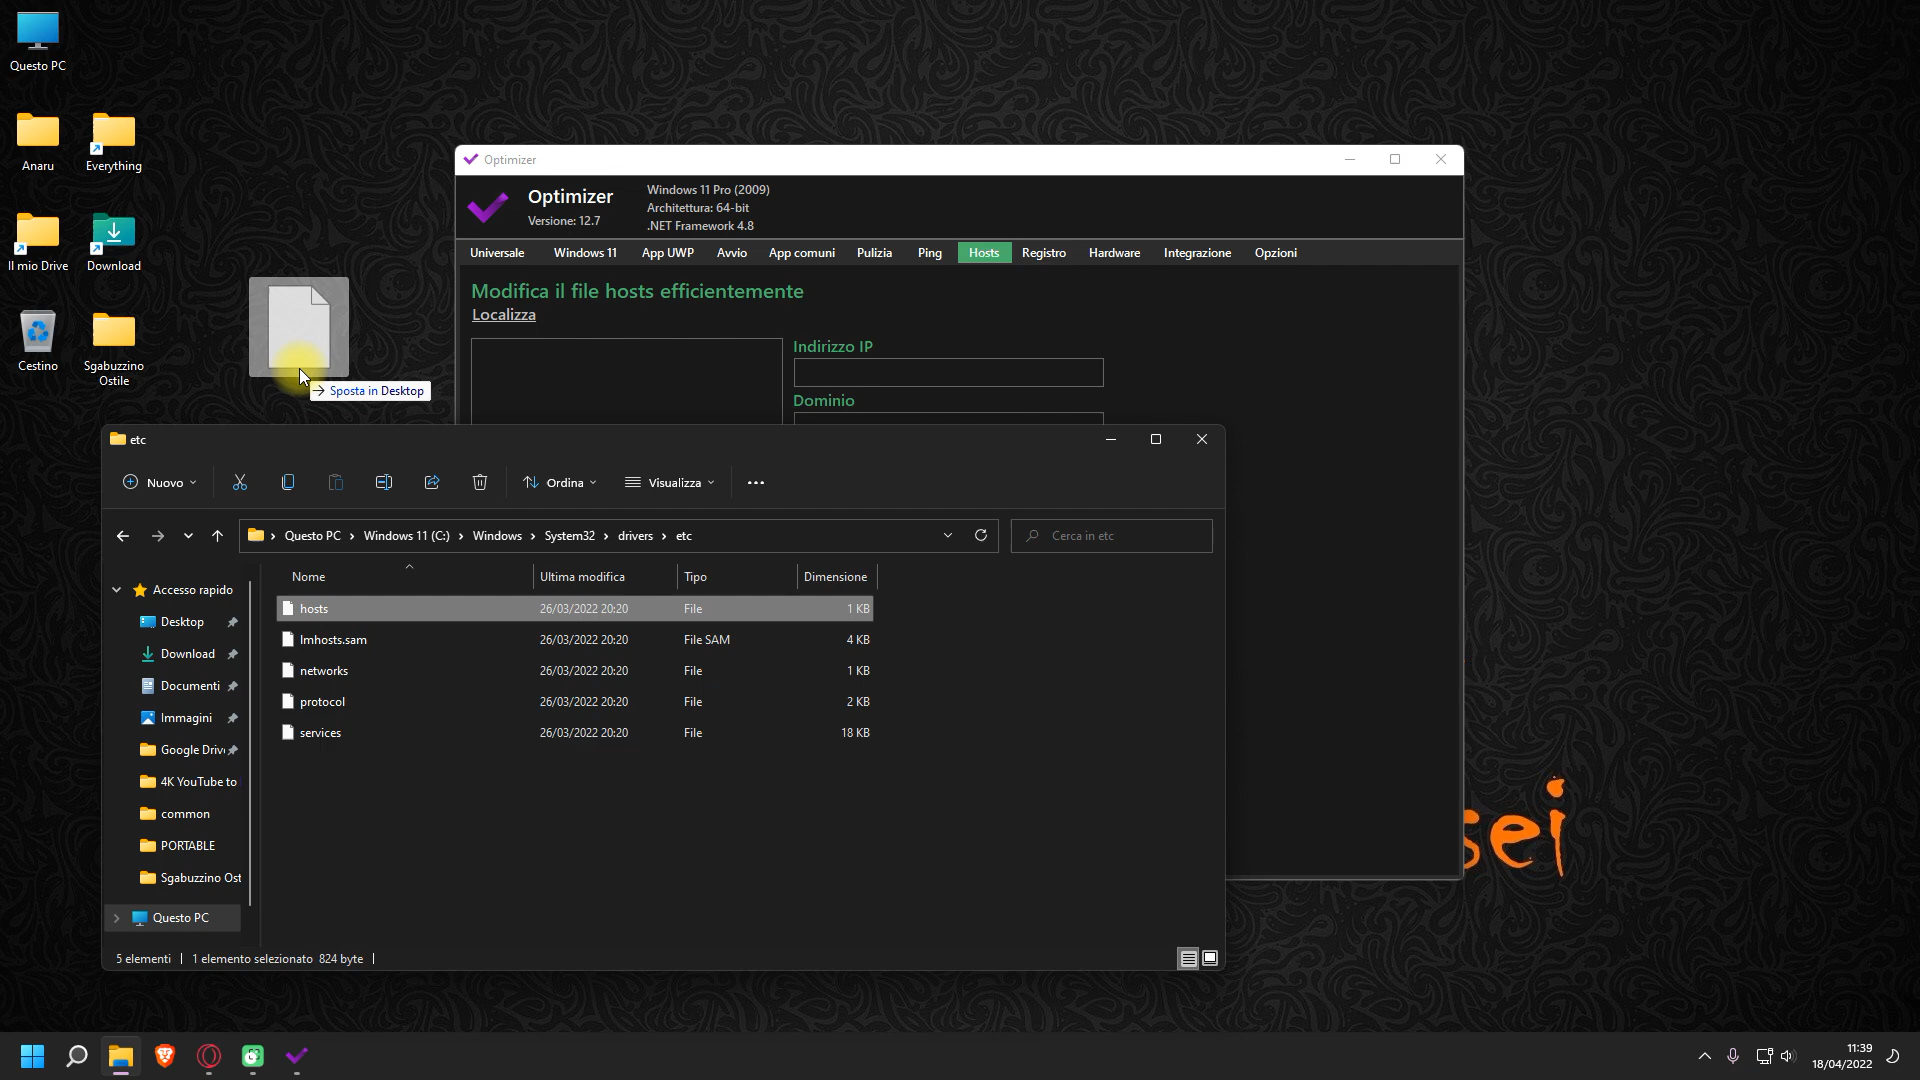 Questo PC
Anaru
Everything
Il mio Drive
Download
Cestino
Sgabuzzino
Ostile
Sposta in Desktop
Optimizer
Optimizer
Versione: 12.7
Windows 11 Pro (2009)
Architettura: 64-bit
.NET Framework 4.8
Universale Windows 11 App UWP Avvio App comuni Pulizia Ping Hosts Registro Hardware Integrazione Opzioni
Modifica il file hosts efficientemente
Localizza
Indirizzo IP
Dominio
etc
Nuovo Ordina Visualizza
Questo PC Windows 11 (C:) Windows System32 drivers etc
Cerca in etc
Nome Ultima modifica Tipo Dimensione
hosts 26/03/2022 20:20 File 1 KB
lmhosts.sam 26/03/2022 20:20 File SAM 4 KB
networks 26/03/2022 20:20 File 1 KB
protocol 26/03/2022 20:20 File 2 KB
services 26/03/2022 20:20 File 18 KB
Accesso rapido
Desktop
Download
Documenti
Immagini
Google Driv
4K YouTube to
common
PORTABLE
Sgabuzzino Ost
Questo PC
5 elementi 1 elemento selezionato 824 byte
sei
11:39
18/04/2022